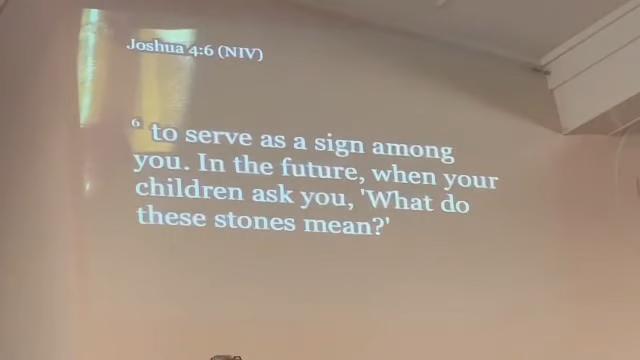 Joshua 4:6 (NIV)
6 to serve as a sign among
you. In the future, when your
children ask you, 'What do
these stones mean?'